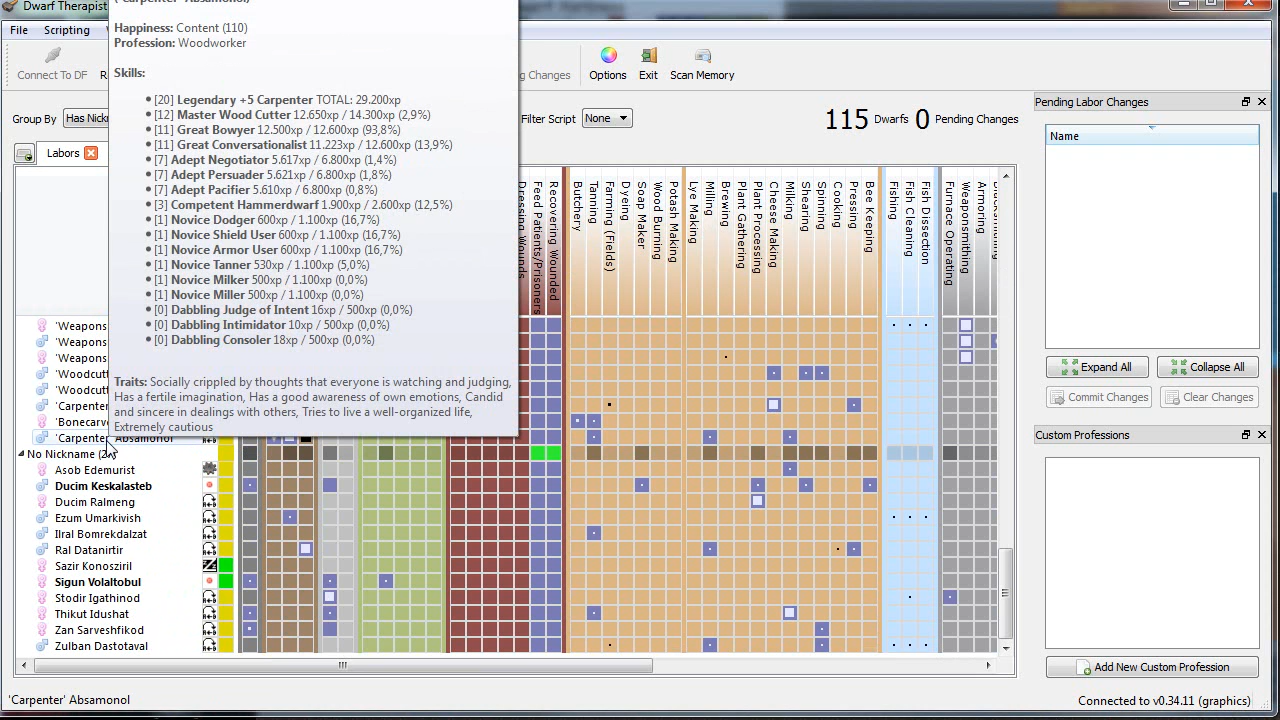 Dwarf Therapist
File
Scripting
Connect To DF
Changes
Options
Exit
Scan Memory
Group By
Has Nick
Filter Script
None
115 Dwarfs 0 Pending Changes
Labors
Happiness: Content (110)
Profession: Woodworker
Skills:
[20] Legendary +5 Carpenter TOTAL: 29.200xp
[12] Master Wood Cutter 12.650xp / 14.300xp (2,9%)
[11] Great Bowyer 12.500xp / 12.600xp (93,8%)
[11] Great Conversationalist 11.223xp / 12.600xp (13,9%)
[7] Adept Negotiator 5.617xp / 6.800xp (1,4%)
[7] Adept Persuader 5.621xp / 6.800xp (1,8%)
[7] Adept Pacifier 5.610xp / 6.800xp (0,8%)
[3] Competent Hammerdwarf 1.900xp / 2.600xp (12,5%)
[1] Novice Dodger 600xp / 1.100xp (16,7%)
[1] Novice Shield User 600xp / 1.100xp (16,7%)
[1] Novice Armor User 600xp / 1.100xp (16,7%)
[1] Novice Tanner 530xp / 1.100xp (5,0%)
[1] Novice Milker 500xp / 1.100xp (0,0%)
[1] Novice Miller 500xp / 1.100xp (0,0%)
[0] Dabbling Judge of Intent 16xp / 500xp (0,0%)
[0] Dabbling Intimidator 10xp / 500xp (0,0%)
[0] Dabbling Consoler 18xp / 500xp (0,0%)
Traits: Socially crippled by thoughts that everyone is watching and judging,
Has a fertile imagination, Has a good awareness of own emotions, Candid
and sincere in dealings with others, Tries to live a well-organized life,
Extremely cautious
Dressing Wounds
Feed Patients/Prisoners
Recovering Wounded
Butchery
Tanning
Farming (Fields)
Dyeing
Soap Maker
Wood Burning
Potash Making
Lye Making
Milling
Brewing
Plant Gathering
Plant Processing
Cheese Making
Milking
Shearing
Spinning
Cooking
Pressing
Bee Keeping
Fishing
Fish Cleaning
Fish Dissection
Furnace Operating
Weaponsmithing
Armoring
'Weapons
'Weapons
'Weapons
'Woodcutt
'Woodcutt
'Carpenter
'Bonecarve
'Carpenter' Absamonol
No Nickname
Asob Edemurist
Ducim Keskalasteb
Ducim Ralmeng
Ezum Umarkivish
Ilral Bomrekdalzat
Ral Datanirtir
Sazir Konosziril
Sigun Volaltobul
Stodir Igathinod
Thikut Idushat
Zan Sarveshfikod
Zulban Dastotaval
Pending Labor Changes
Name
Expand All
Collapse All
Commit Changes
Clear Changes
Custom Professions
Add New Custom Profession
'Carpenter' Absamonol
Connected to v0.34.11 (graphics)